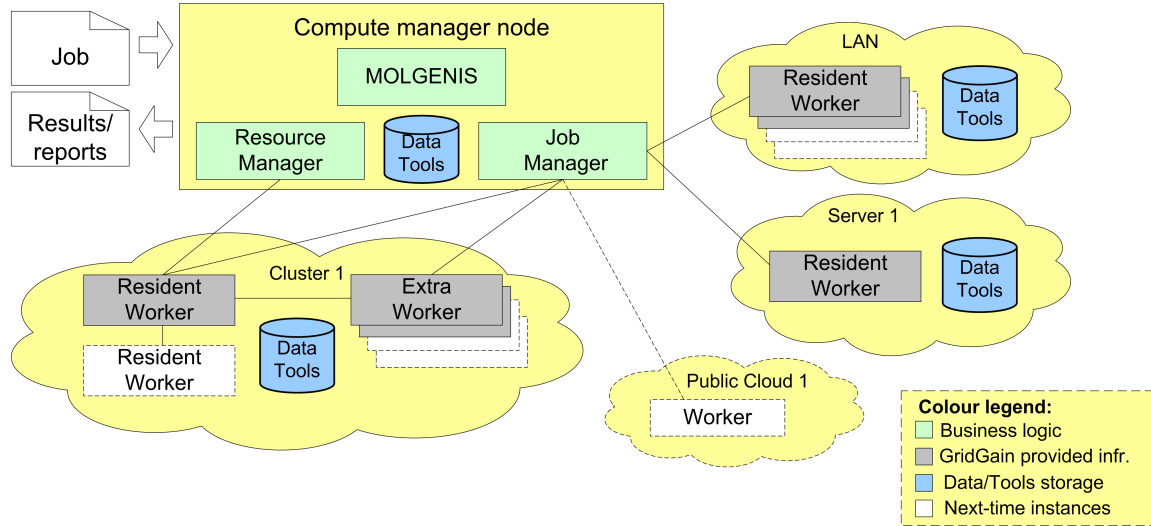 Job
Results/
reports
Compute manager node
MOLGENIS
Resource
Manager
Data
Tools
Job
Manager
LAN
Resident
Worker
Data
Tools
Server 1
Resident
Worker
Data
Tools
Cluster 1
Resident
Worker
Extra
Worker
Resident
Worker
Data
Tools
Public Cloud 1
Worker
Colour legend:
Business logic
GridGain provided infr.
Data/Tools storage
Next-time instances